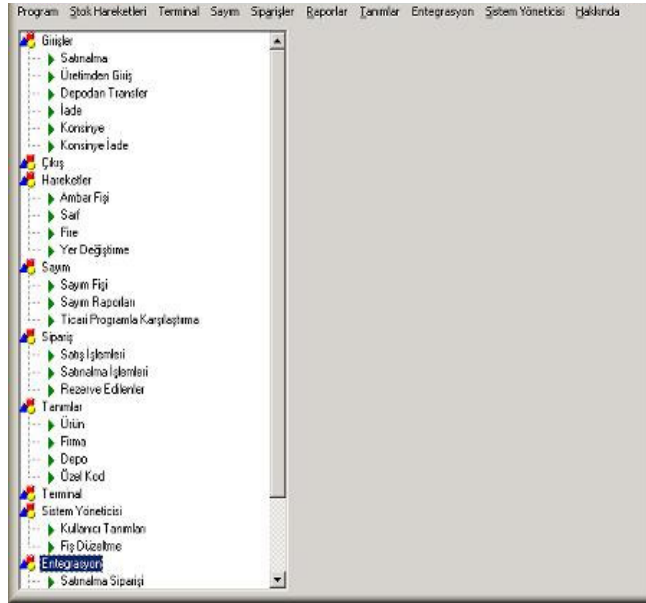 Program Stok Hareketleri Terminal Sayım Siparişler Raporlar Tanımlar Entegrasyon Sistem Yöneticisi Hakkında
Girişler
Satınalma
Üretimden Giriş
Depodan Transfer
İade
Konsinye
Konsinye İade
Çıkış
Hareketler
Ambar Fişi
Sarf
Fire
Yer Değiştirme
Sayım
Sayım Fişi
Sayım Raporları
Ticari Programla Karşılaştırma
Sipariş
Satış İşlemleri
Satınalma İşlemleri
Rezerve Edilenler
Tanımlar
Ürün
Firma
Depo
Özel Kod
Terminal
Sistem Yöneticisi
Kullanıcı Tanımları
Fiş Düzeltme
Entegrasyon
Satınalma Siparişi